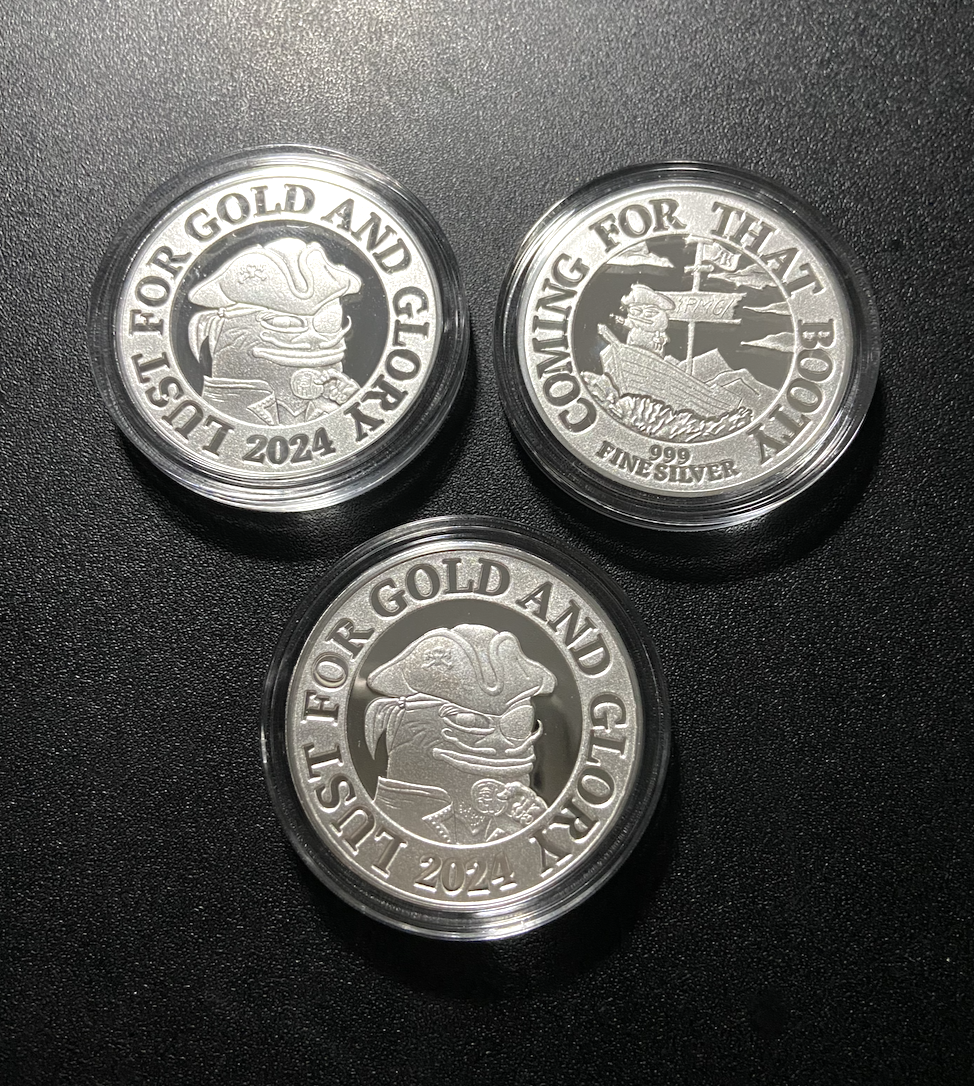 LUST FOR GOLD AND GLORY
2024
COMING FOR THAT BOOTY
PMG
999
FINE SILVER
LUST FOR GOLD AND GLORY
2024